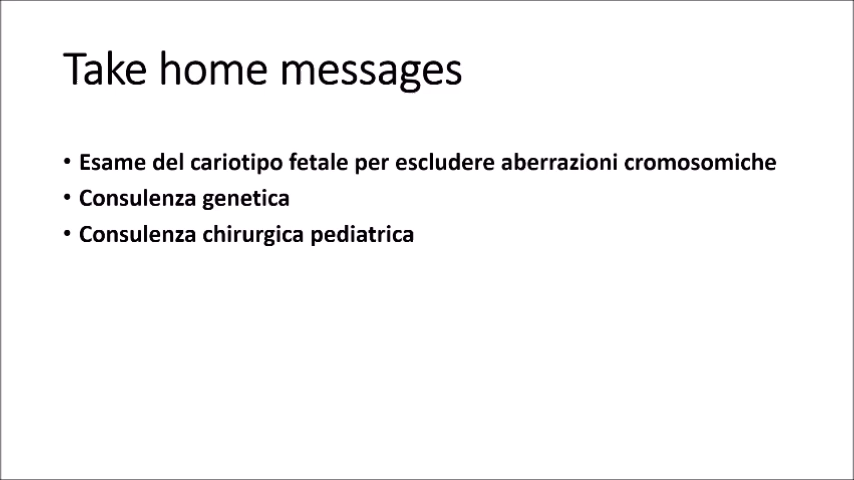 Take home messages
• Esame del cariotipo fetale per escludere aberrazioni cromosomiche
• Consulenza genetica
• Consulenza chirurgica pediatrica